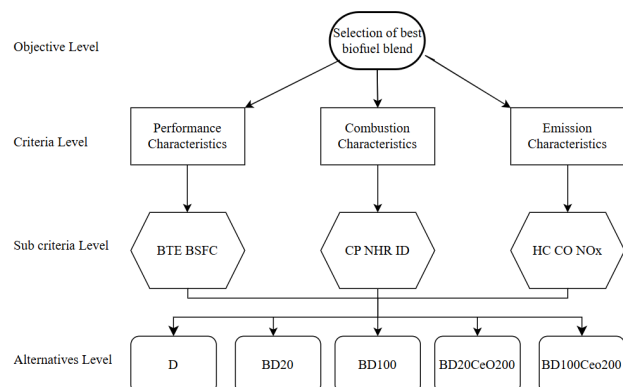 Selection of best
biofuel blend
Objective Level
Criteria Level
Performance
Characteristics
Combustion
Characteristics
Emission
Characteristics
Sub criteria Level
BTE BSFC
CP NHR ID
HC CO NOx
Alternatives Level
D
BD20
BD100
BD20CeO200
BD100Ceo200